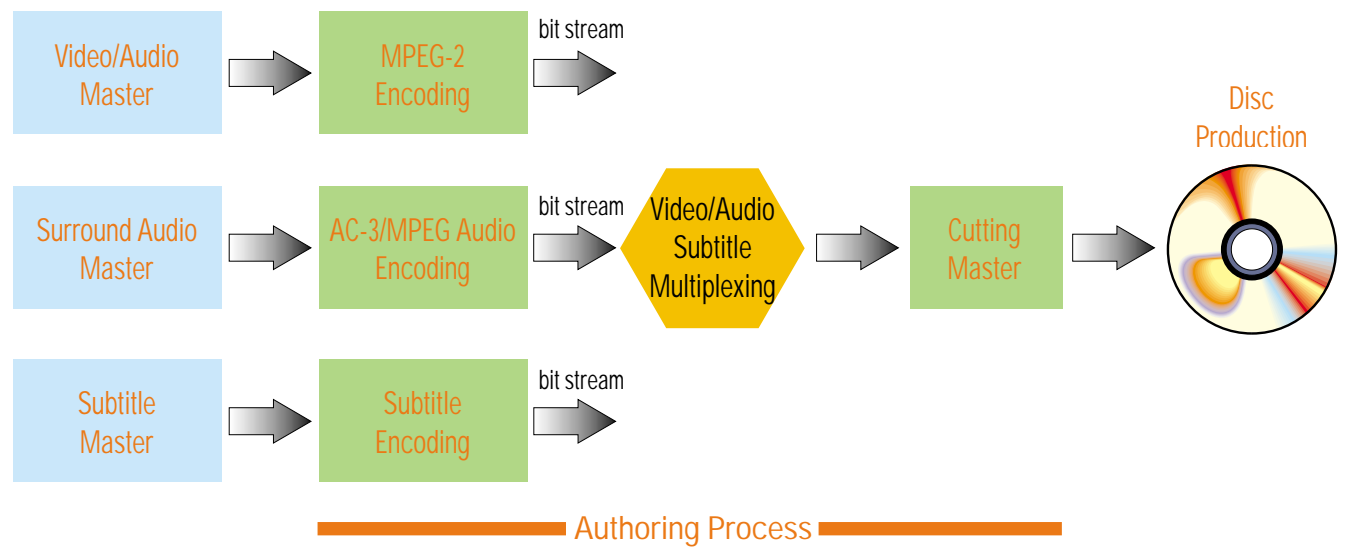 Video/Audio
Master
MPEG-2
Encoding
bit stream
Surround Audio
Master
AC-3/MPEG Audio
Encoding
bit stream
Video/Audio
Subtitle
Multiplexing
Cutting
Master
Disc
Production
Subtitle
Master
Subtitle
Encoding
bit stream
Authoring Process